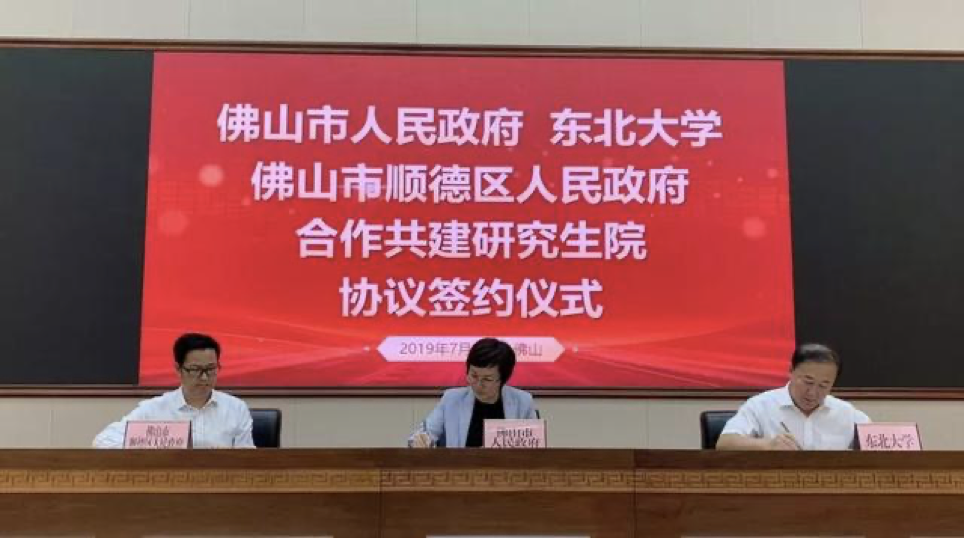 佛山市人民政府 东北大学
佛山市顺德区人民政府
合作共建研究生院
协议签约仪式
2019年7月
佛山
佛山市
顺德区人民政府
佛山市
人民政府
东北大学